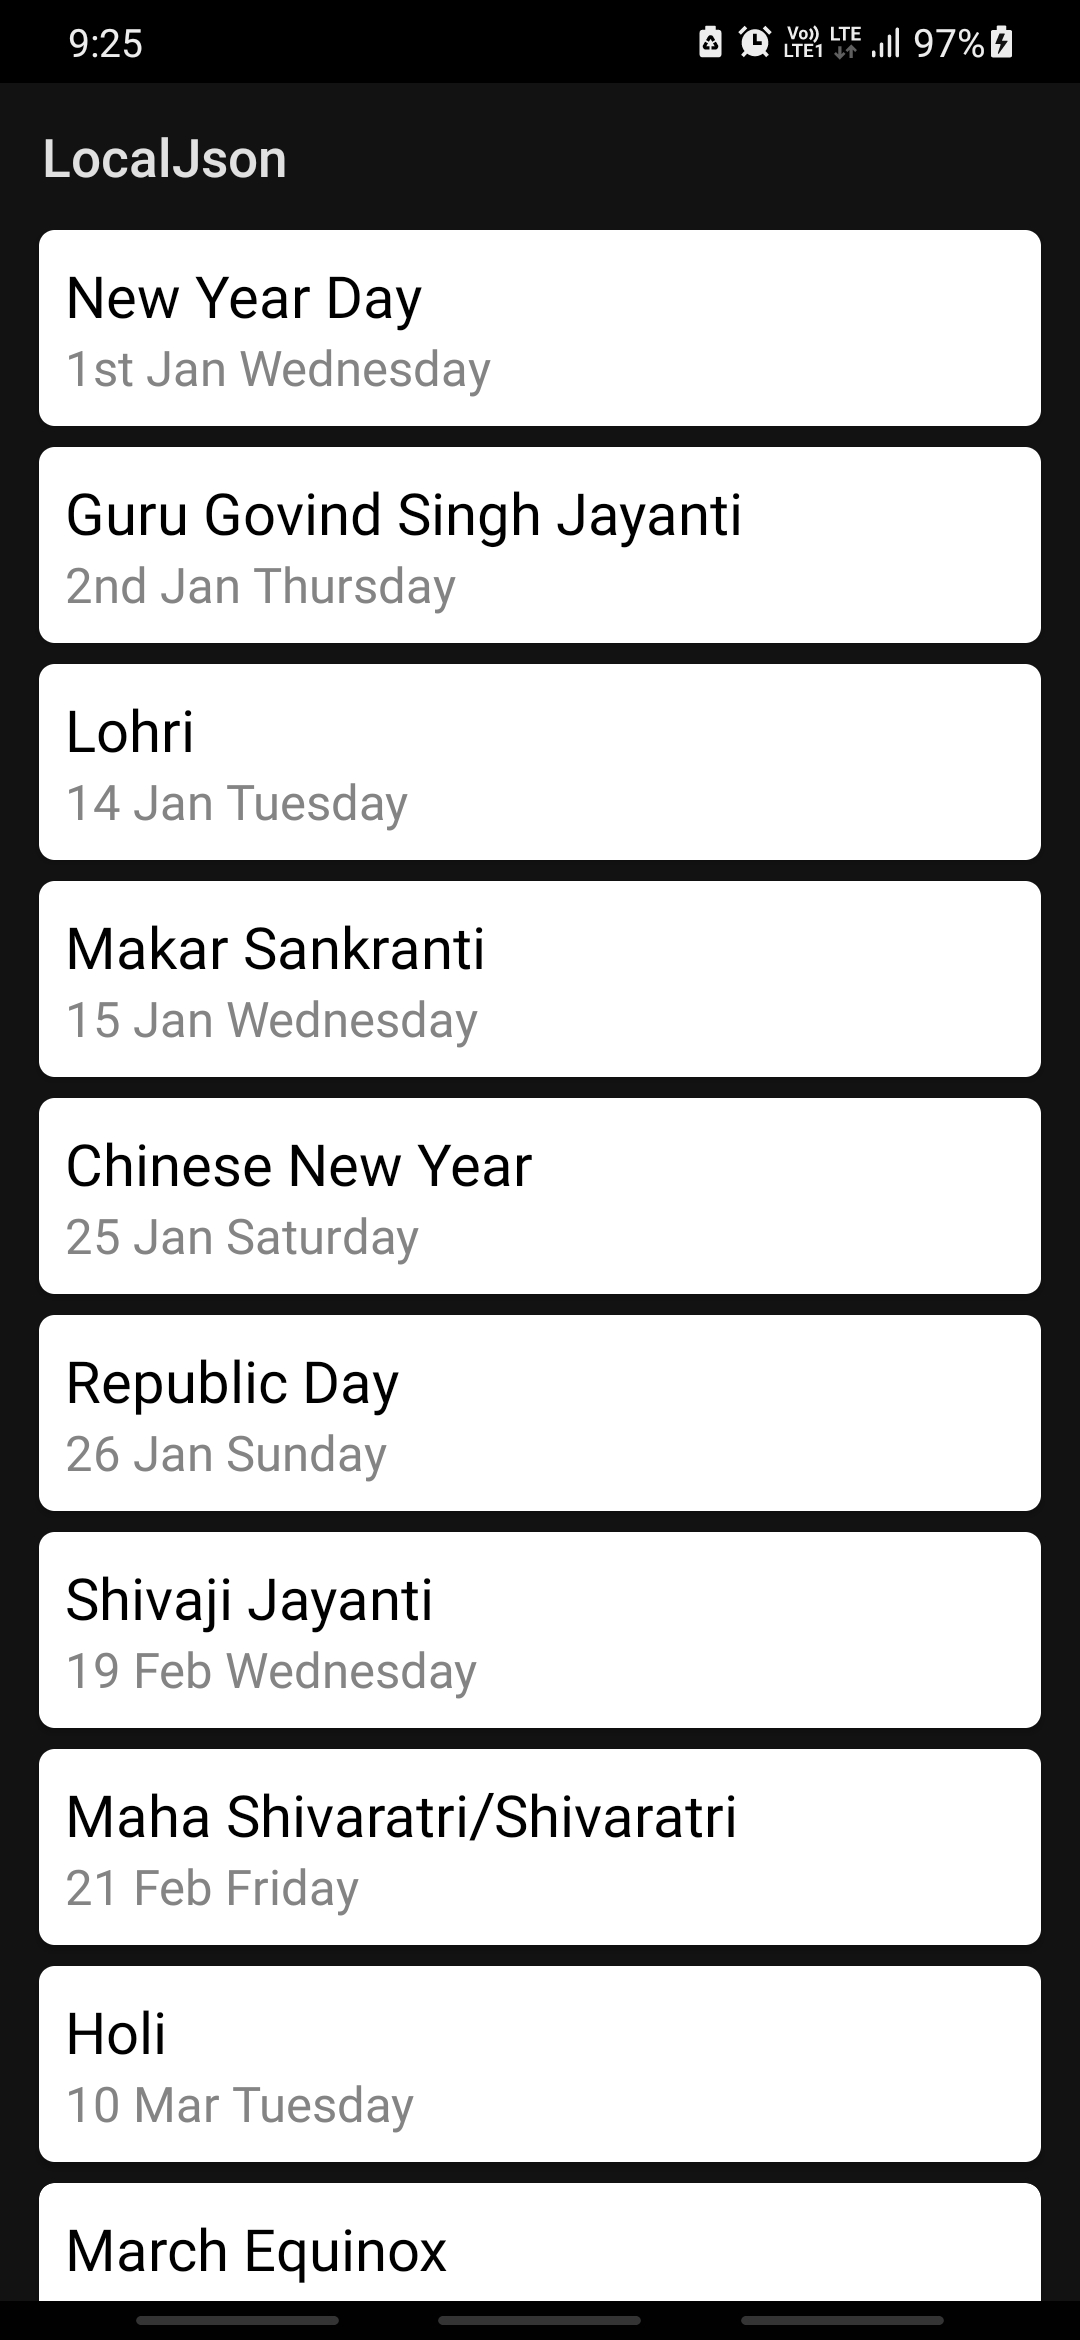 9:25
Vo)) LTE
LTE1
97%
LocalJson
New Year Day
1st Jan Wednesday
Guru Govind Singh Jayanti
2nd Jan Thursday
Lohri
14 Jan Tuesday
Makar Sankranti
15 Jan Wednesday
Chinese New Year
25 Jan Saturday
Republic Day
26 Jan Sunday
Shivaji Jayanti
19 Feb Wednesday
Maha Shivaratri/Shivaratri
21 Feb Friday
Holi
10 Mar Tuesday
March Equinox